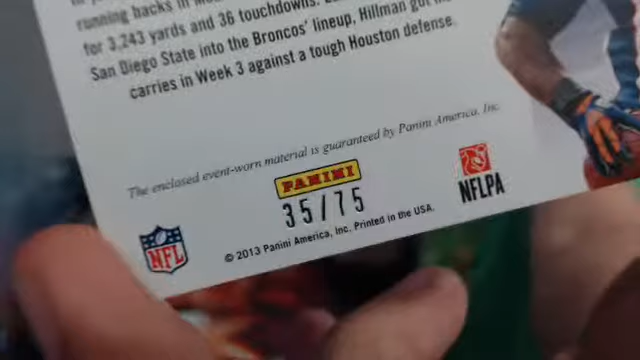 running backs in
for 3,243 yards and 36 touchdowns.
San Diego State into the Broncos' lineup, Hillman got
carries in Week 3 against a tough Houston defense.
The enclosed event-worn material is guaranteed by Panini America, Inc.
PANINI
35/75
NFLPA
NFL
© 2013 Panini America, Inc. Printed in the USA.